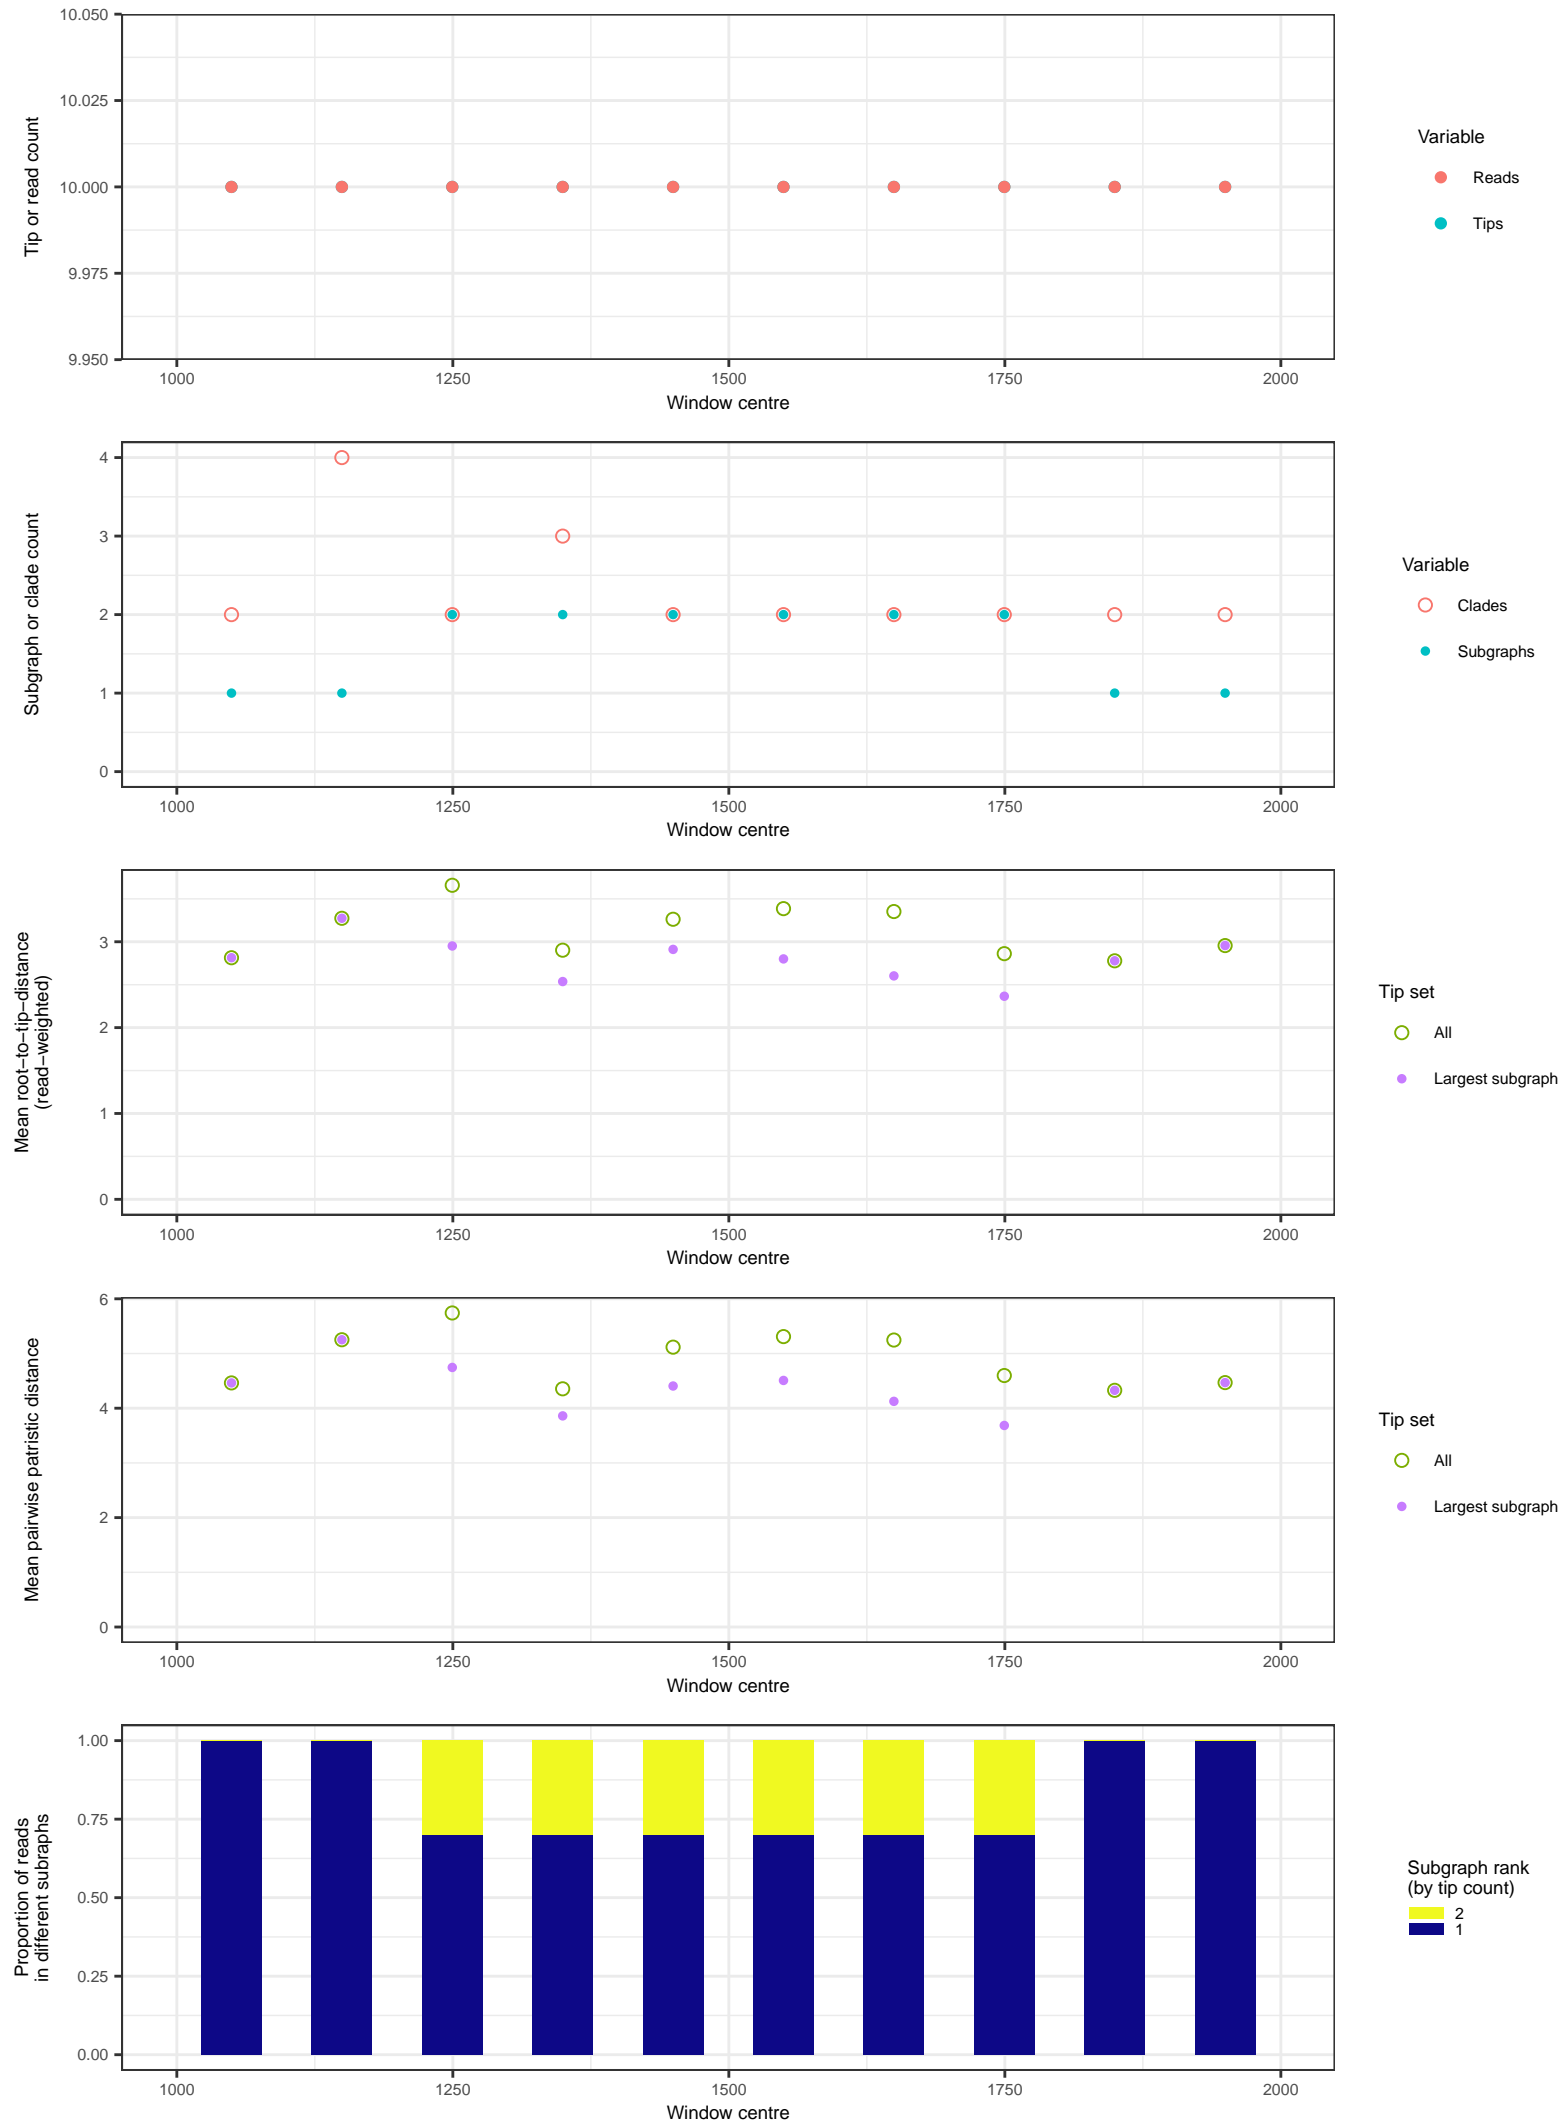 10.050
10.025
10.000
9.975
9.950
Tip or read count
1000 1250 1500 1750 2000
Window centre
Variable
Reads
Tips
4
3
2
1
0
Subgraph or clade count
1000 1250 1500 1750 2000
Window centre
Variable
Clades
Subgraphs
3
2
1
0
Mean root−to−tip−distance
(read−weighted)
1000 1250 1500 1750 2000
Window centre
Tip set
All
Largest subgraph
6
4
2
0
Mean pairwise patristic distance
1000 1250 1500 1750 2000
Window centre
Tip set
All
Largest subgraph
1.00
0.75
0.50
0.25
0.00
Proportion of reads
in different subraphs
1000 1250 1500 1750 2000
Window centre
Subgraph rank
(by tip count)
2
1